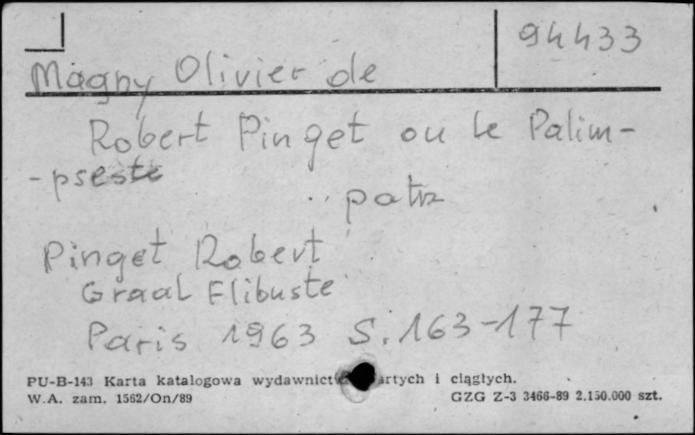 94433
Magny Olivier de
Robert Pinget ou le Palim-
-pseste
.. patrz
Pinget Robert
Graal Flibuste
Paris 1963 S. 163-177
PU-B-143 Karta katalogowa wydawnictw i ciągłych.
W.A. zam. 1562/On/89 GZG Z-3 3466-89 2.150.000 szt.